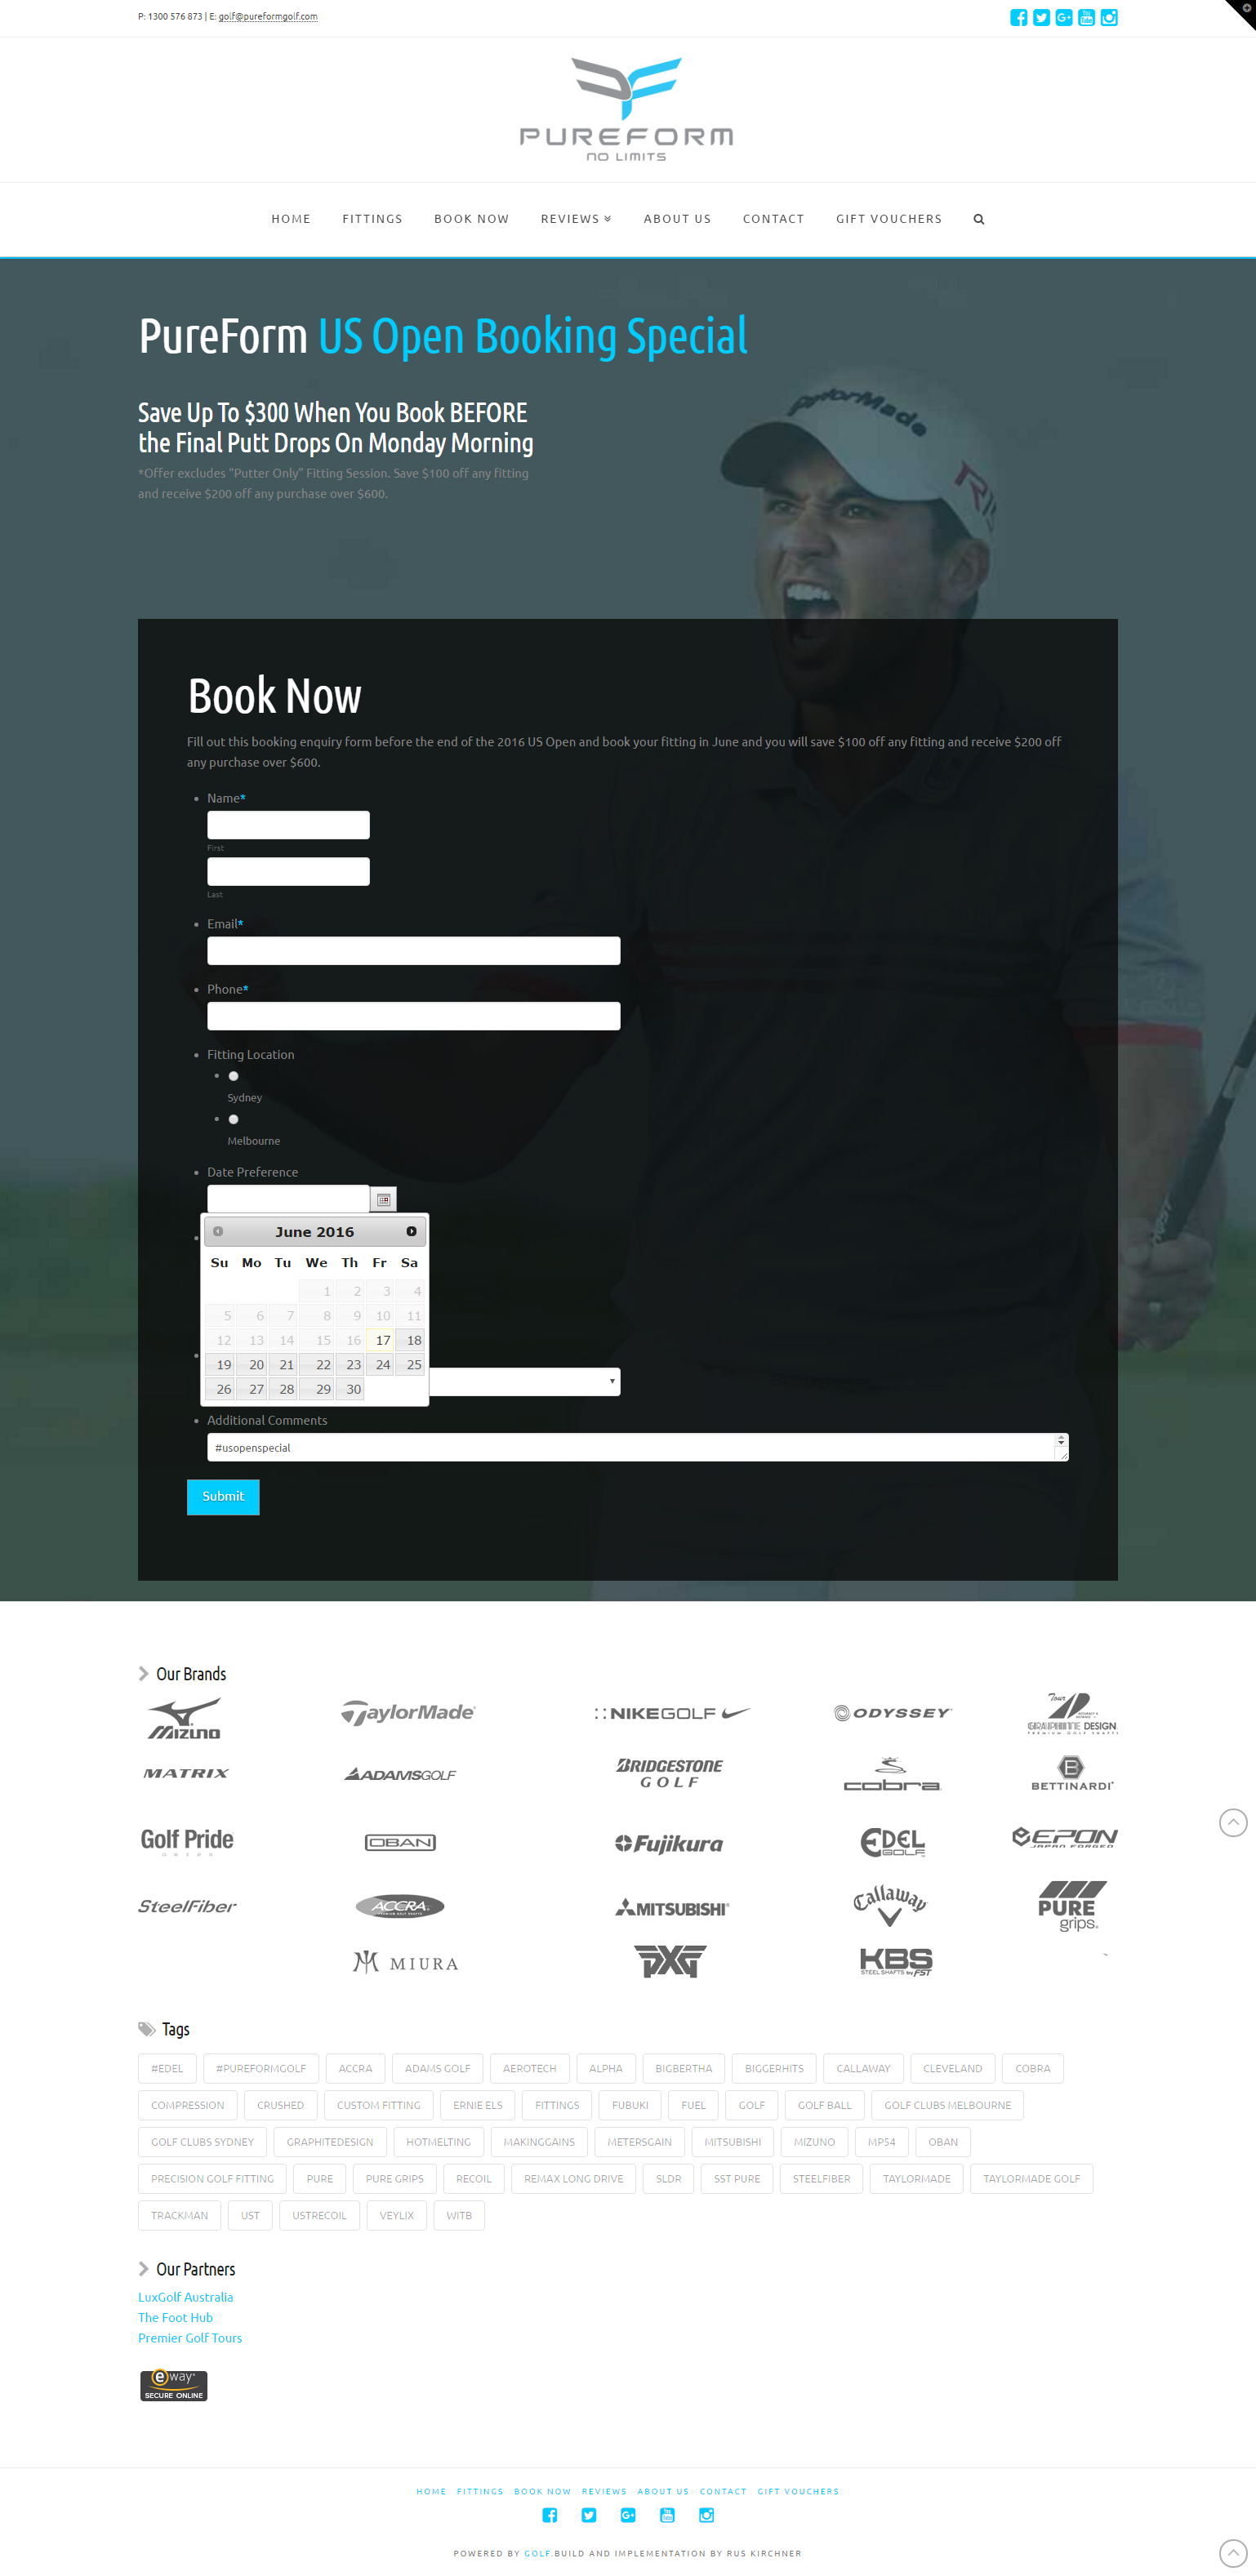 P: 1300 576 873 | E: golf@pureformgolf.com
PUREFORM
NO LIMITS
HOME FITTINGS BOOK NOW REVIEWS ABOUT US CONTACT GIFT VOUCHERS
PureForm US Open Booking Special
Save Up To $300 When You Book BEFORE
the Final Putt Drops On Monday Morning
*Offer excludes “Putter Only” Fitting Session. Save $100 off any fitting
and receive $200 off any purchase over $600.
TaylorMade
Book Now
Fill out this booking enquiry form before the end of the 2016 US Open and book your fitting in June and you will save $100 off any fitting and receive $200 off
any purchase over $600.
Name*
First
Last
Email*
Phone*
Fitting Location
Sydney
Melbourne
Date Preference
June 2016
Su Mo Tu We Th Fr Sa
1 2 3 4
5 6 7 8 9 10 11
12 13 14 15 16 17 18
19 20 21 22 23 24 25
26 27 28 29 30
Additional Comments
#usopenspecial
Submit
Our Brands
MIZUNO TaylorMade NIKEGOLF ODYSSEY Tour GRAPHITE DESIGN
MATRIX ADAMSGOLF BRIDGESTONE GOLF cobra BETTINARDI
Golf Pride GRIPS OBAN Fujikura EDEL GOLF EPON JAPAN FORGED
SteelFiber ACCRA PREMIUM GOLF SHAFTS MITSUBISHI Callaway PURE grips
MIURA PXG KBS STEEL SHAFTS by FST
Tags
#EDEL #PUREFORMGOLF ACCRA ADAMS GOLF AEROTECH ALPHA BIGBERTHA BIGGERHITS CALLAWAY CLEVELAND COBRA
COMPRESSION CRUSHED CUSTOM FITTING ERNIE ELS FITTINGS FUBUKI FUEL GOLF GOLF BALL GOLF CLUBS MELBOURNE
GOLF CLUBS SYDNEY GRAPHITEDESIGN HOTMELTING MAKINGGAINS METERSGAIN MITSUBISHI MIZUNO MP54 OBAN
PRECISION GOLF FITTING PURE PURE GRIPS RECOIL REMAX LONG DRIVE SLDR SST PURE STEELFIBER TAYLORMADE TAYLORMADE GOLF
TRACKMAN UST USTRECOIL VEYLIX WITB
Our Partners
LuxGolf Australia
The Foot Hub
Premier Golf Tours
eway
SECURE ONLINE
HOME FITTINGS BOOK NOW REVIEWS ABOUT US CONTACT GIFT VOUCHERS
POWERED BY GOLF.BUILD AND IMPLEMENTATION BY RUS KIRCHNER